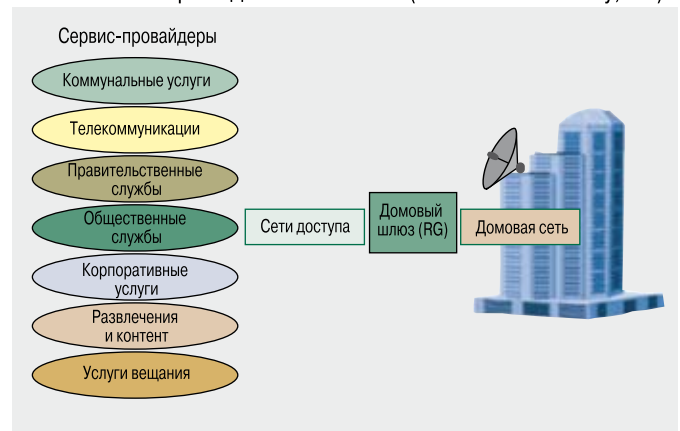 Сервис-провайдеры
Коммунальные услуги
Телекоммуникации
Правительственные
службы
Общественные
службы
Корпоративные
услуги
Развлечения
и контент
Услуги вещания
Сети доступа
Домовый
шлюз (RG)
Домовая сеть